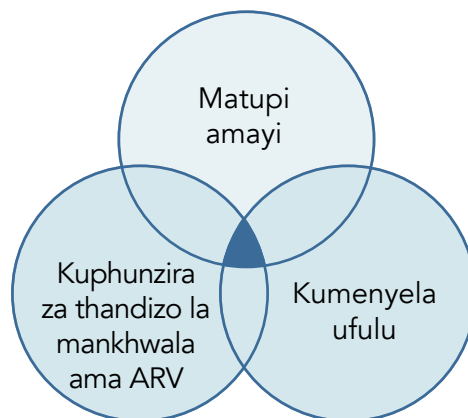 Matupi
amayi
Kuphunzira
za thandizo la
mankhwala
ama ARV
Kumenyela
ufulu